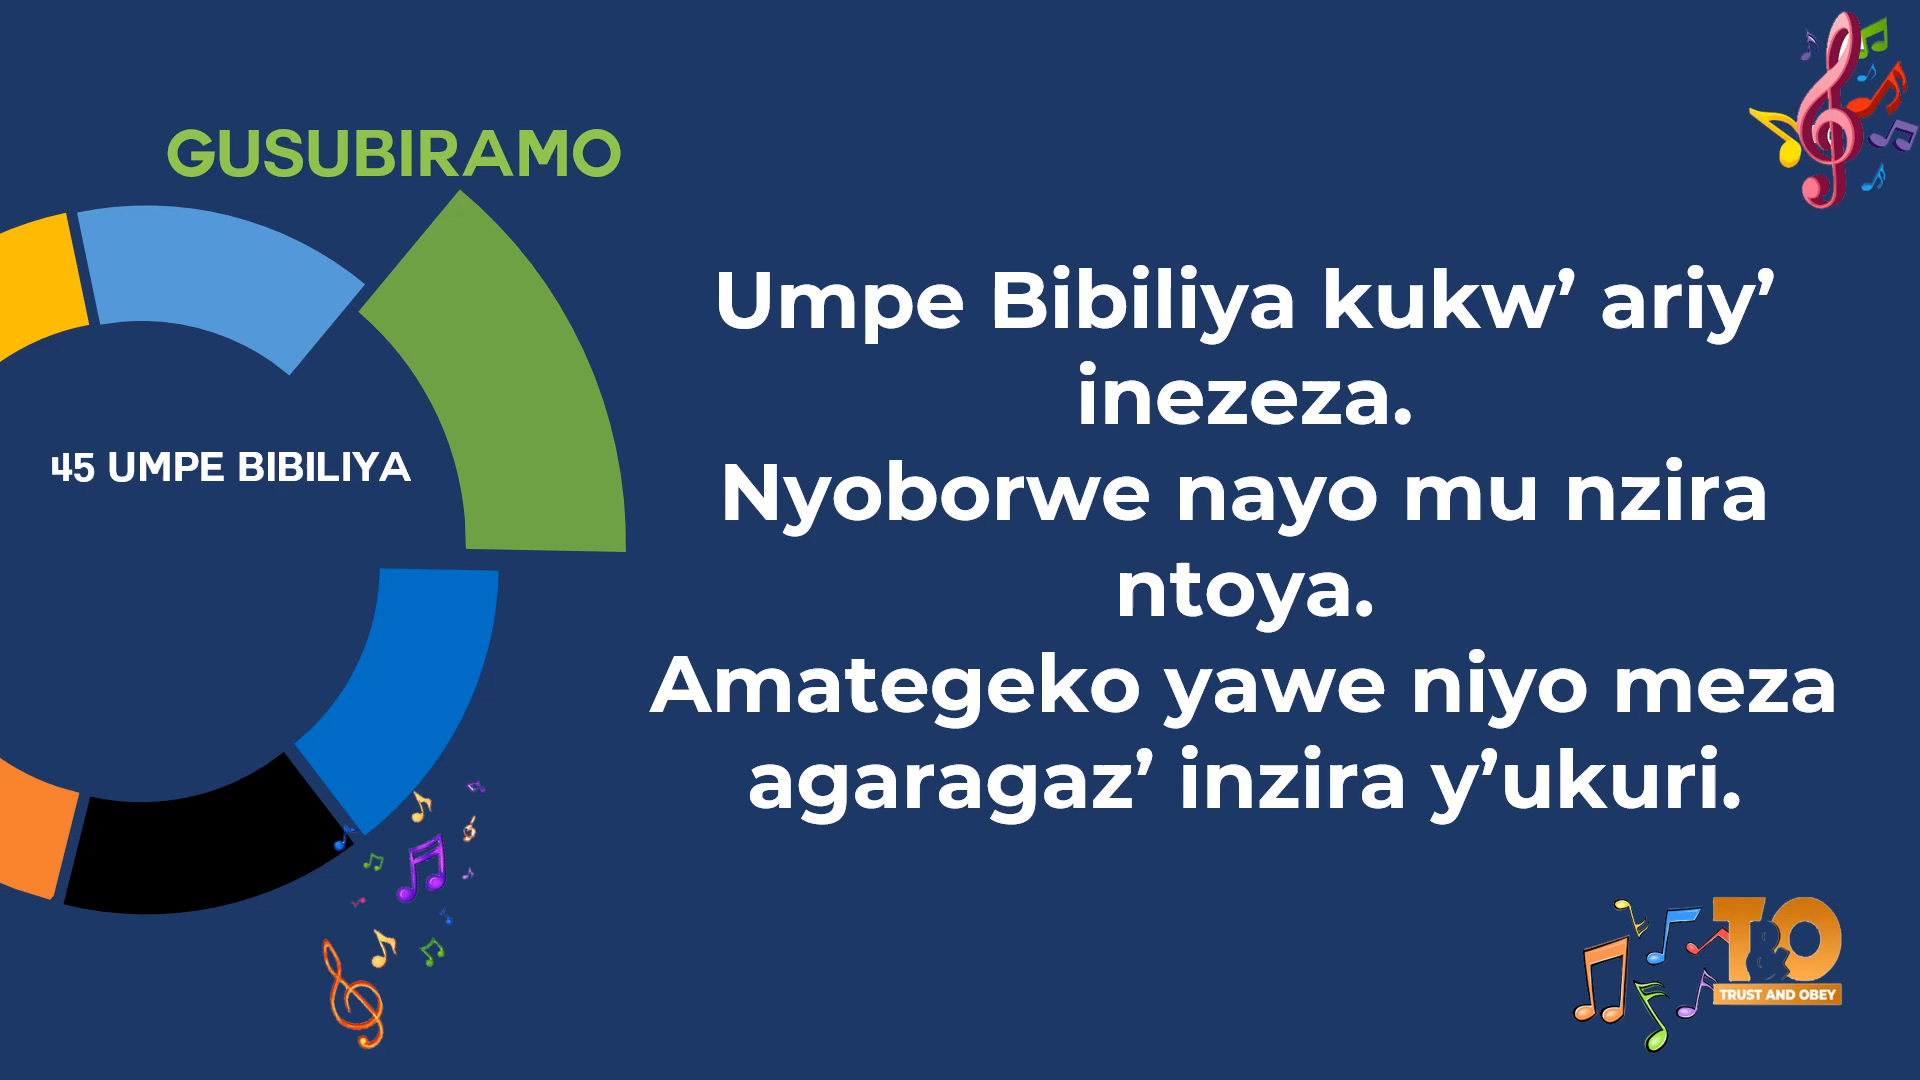 GUSUBIRAMO
45 UMPE BIBILIYA
Umpe Bibiliya kukw’ ariy’
inezeza.
Nyoborwe nayo mu nzira
ntoya.
Amategeko yawe niyo meza
agaragaz’ inzira y’ukuri.
T&O
TRUST AND OBEY